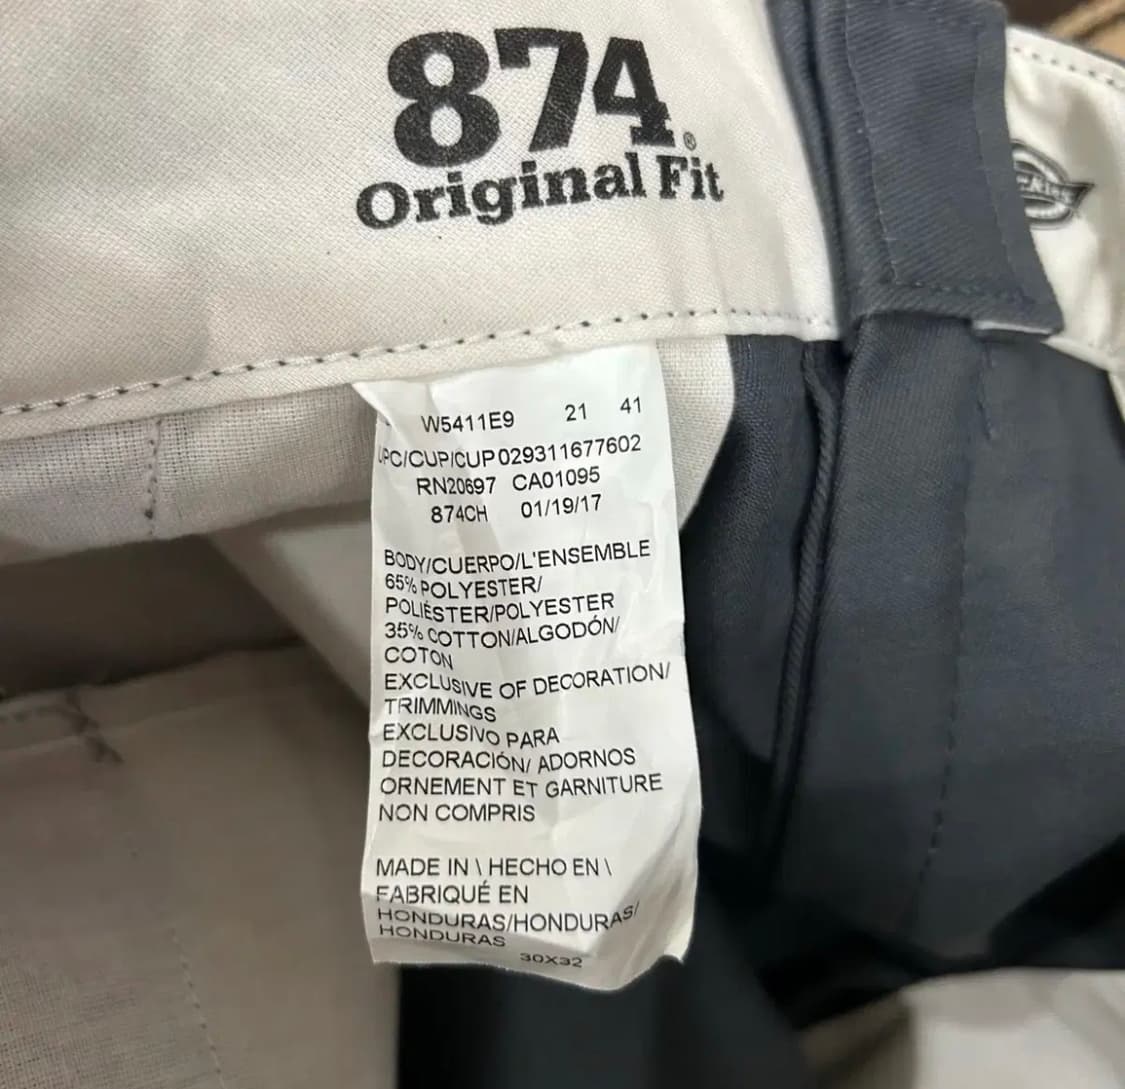 874®
Original Fit
W5411E9 21 41
UPC/CUP/CUP 029311677602
RN20697 CA01095
874CH 01/19/17
BODY/CUERPO/L'ENSEMBLE
65% POLYESTER/
POLIÉSTER/POLYESTER
35% COTTON/ALGODÓN/
COTON
EXCLUSIVE OF DECORATION/
TRIMMINGS
EXCLUSIVO PARA
DECORACIÓN/ ADORNOS
ORNEMENT ET GARNITURE
NON COMPRIS
MADE IN \ HECHO EN \
FABRIQUÉ EN
HONDURAS/HONDURAS/
HONDURAS
30X32